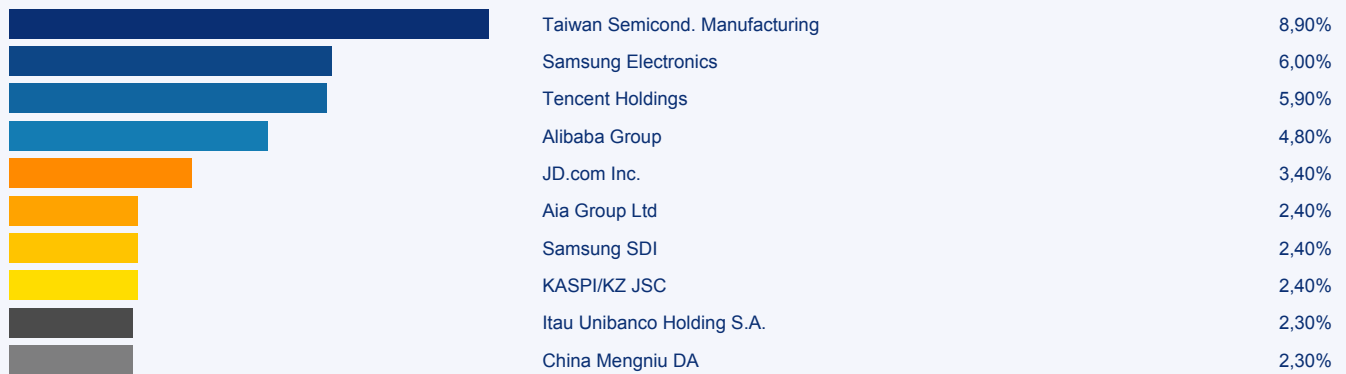 Taiwan Semicond. Manufacturing 8,90%
Samsung Electronics 6,00%
Tencent Holdings 5,90%
Alibaba Group 4,80%
JD.com Inc. 3,40%
Aia Group Ltd 2,40%
Samsung SDI 2,40%
KASPI/KZ JSC 2,40%
Itau Unibanco Holding S.A. 2,30%
China Mengniu DA 2,30%